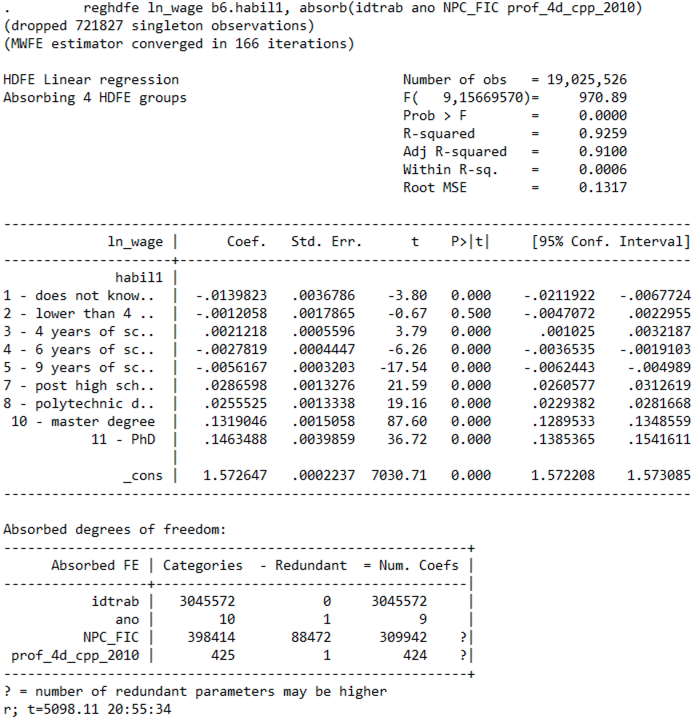 .         reghdfe ln_wage b6.habil1, absorb(idtrab ano NPC_FIC prof_4d_cpp_2010)
(dropped 721827 singleton observations)
(MWFE estimator converged in 166 iterations)
HDFE Linear regression                            Number of obs   = 19,025,526
Absorbing 4 HDFE groups                           F(   9,15669570)=     970.89
                                                  Prob > F        =     0.0000
                                                  R-squared       =     0.9259
                                                  Adj R-squared   =     0.9100
                                                  Within R-sq.    =     0.0006
                                                  Root MSE        =     0.1317
--------------------------------------------------------------------------------------
             ln_wage |      Coef.   Std. Err.      t    P>|t|     [95% Conf. Interval]
---------------------+----------------------------------------------------------------
              habil1 |
1 - does not know..  |  -.0139823   .0036786    -3.80   0.000    -.0211922   -.0067724
2 - lower than 4 ..  |  -.0012058   .0017865    -0.67   0.500    -.0047072    .0022955
3 - 4 years of sc..  |   .0021218   .0005596     3.79   0.000      .001025    .0032187
4 - 6 years of sc..  |  -.0027819   .0004447    -6.26   0.000    -.0036535   -.0019103
5 - 9 years of sc..  |  -.0056167   .0003203   -17.54   0.000    -.0062443    -.004989
7 - post high sch..  |   .0286598   .0013276    21.59   0.000     .0260577    .0312619
8 - polytechnic d..  |   .0255525   .0013338    19.16   0.000     .0229382    .0281668
 10 - master degree  |   .1319046   .0015058    87.60   0.000     .1289533    .1348559
           11 - PhD  |   .1463488   .0039859    36.72   0.000     .1385365    .1541611
                     |
               _cons |   1.572647   .0002237  7030.71   0.000     1.572208    1.573085
--------------------------------------------------------------------------------------
Absorbed degrees of freedom:
----------------------------------------------------------+
      Absorbed FE | Categories  - Redundant  = Num. Coefs |
------------------+---------------------------------------|
           idtrab |   3045572           0     3045572     |
              ano |        10           1           9     |
          NPC_FIC |    398414       88472      309942    ?|
 prof_4d_cpp_2010 |       425           1         424    ?|
----------------------------------------------------------+
? = number of redundant parameters may be higher
r; t=5098.11 20:55:34